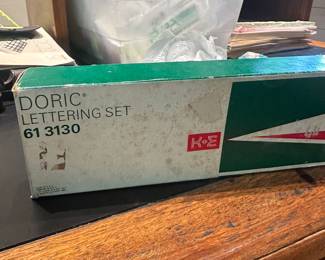 DORIC®
LETTERING SET
61 3130
K+E